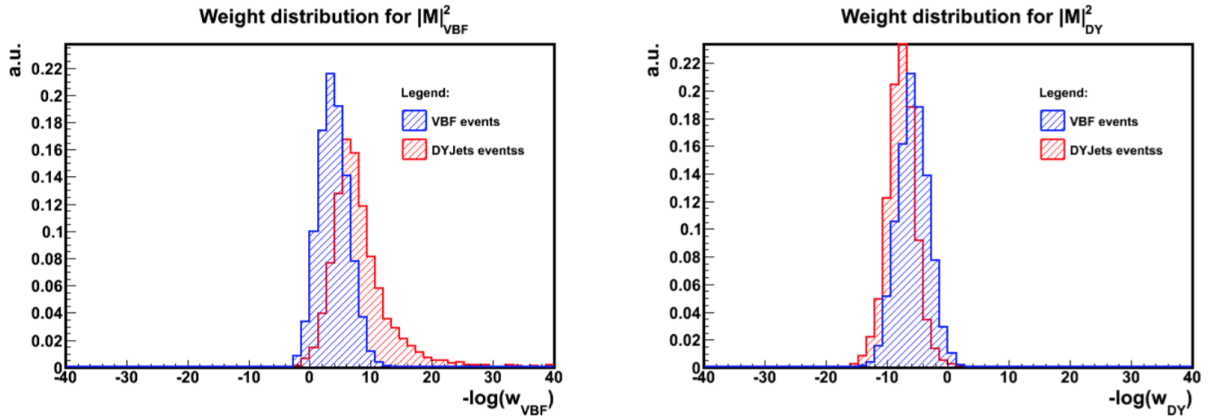 Weight distribution for |M|²_VBF
a.u.
0.22
0.2
0.18
0.16
0.14
0.12
0.1
0.08
0.06
0.04
0.02
0
Legend:
VBF events
DYJets eventss
-40 -30 -20 -10 0 10 20 30 40
-log(w_VBF)
Weight distribution for |M|²_DY
a.u.
0.22
0.2
0.18
0.16
0.14
0.12
0.1
0.08
0.06
0.04
0.02
0
Legend:
VBF events
DYJets eventss
-40 -30 -20 -10 0 10 20 30 40
-log(w_DY)